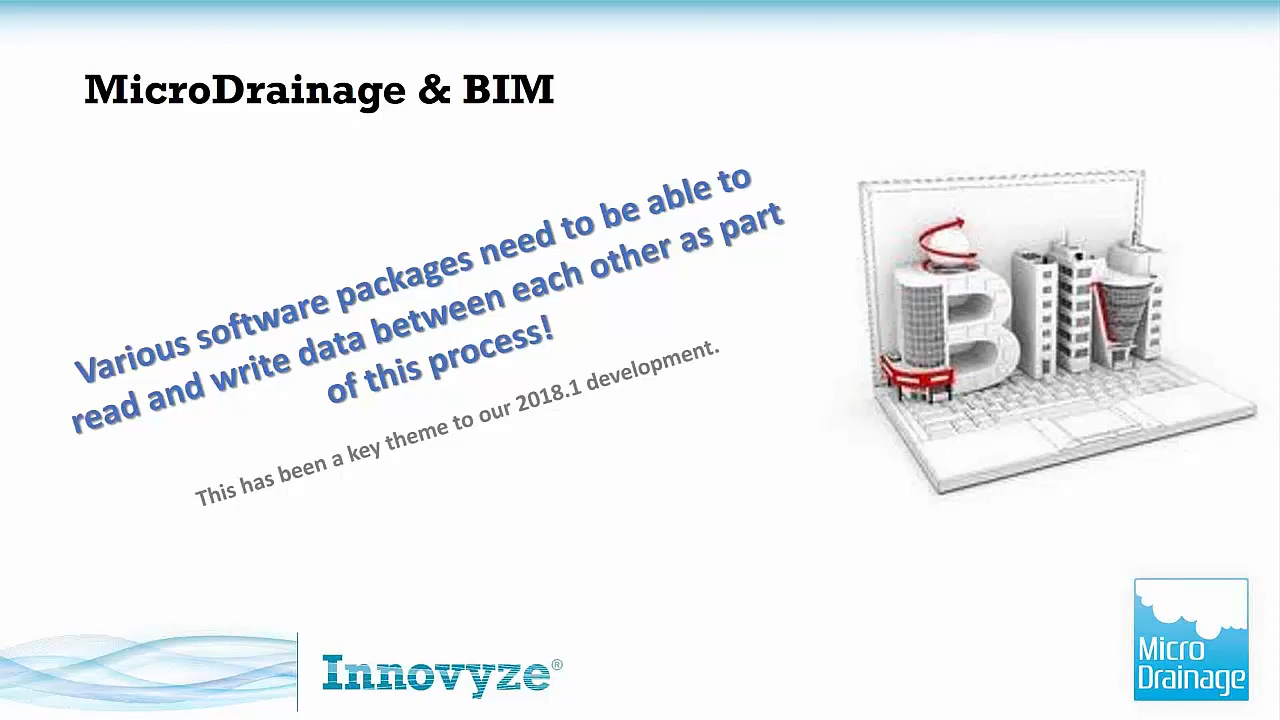 MicroDrainage & BIM
Various software packages need to be able to
read and write data between each other as part
of this process!
This has been a key theme to our 2018.1 development.
BIM
Innovyze®
Micro
Drainage